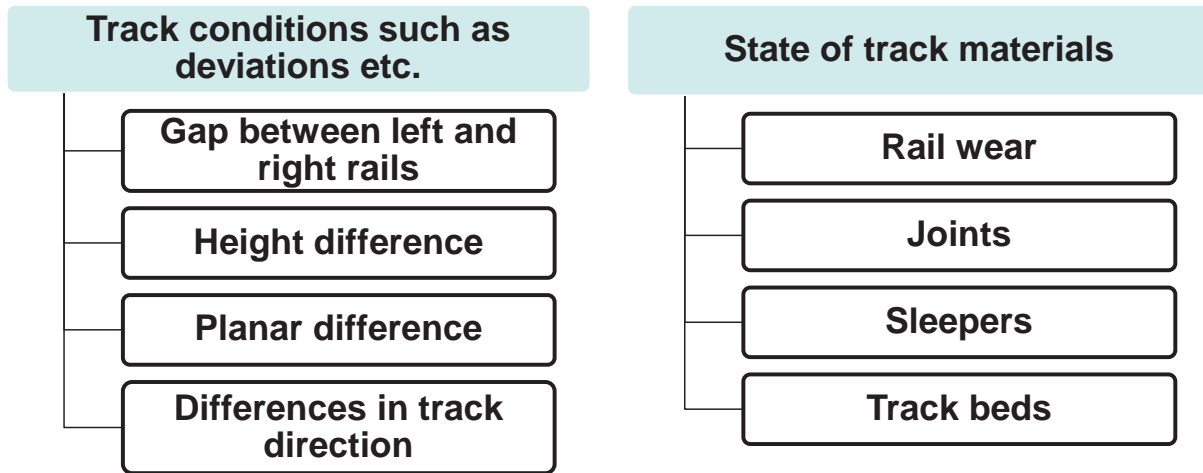 Track conditions such as
deviations etc.
Gap between left and
right rails
Height difference
Planar difference
Differences in track
direction
State of track materials
Rail wear
Joints
Sleepers
Track beds